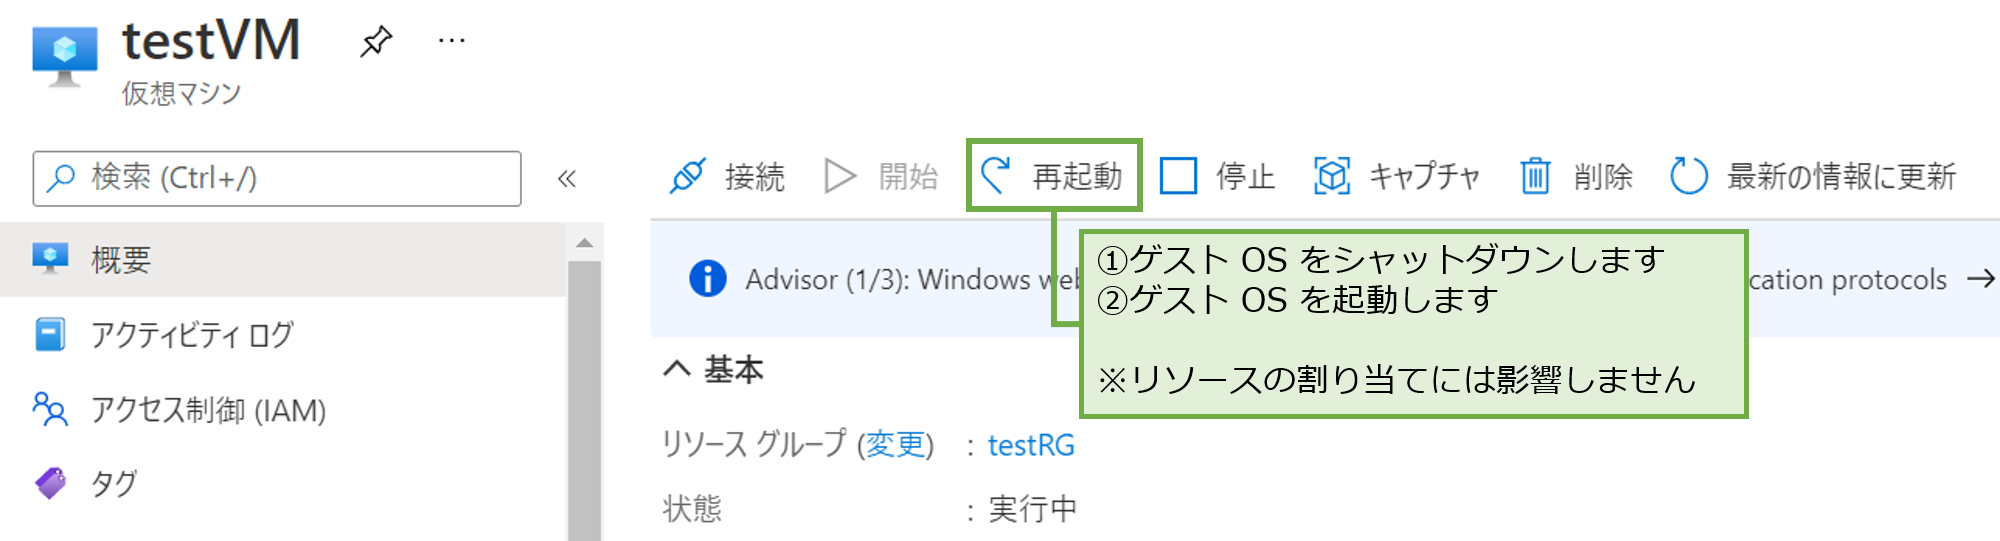 testVM
...
仮想マシン
検索 (Ctrl+/)
«
接続
開始
再起動
停止
キャプチャ
削除
最新の情報に更新
概要
アクティビティ ログ
アクセス制御 (IAM)
タグ
Advisor (1/3): Windows
cation protocols →
①ゲスト OS をシャットダウンします
②ゲスト OS を起動します
※リソースの割り当てには影響しません
基本
リソース グループ (変更) : testRG
状態 : 実行中